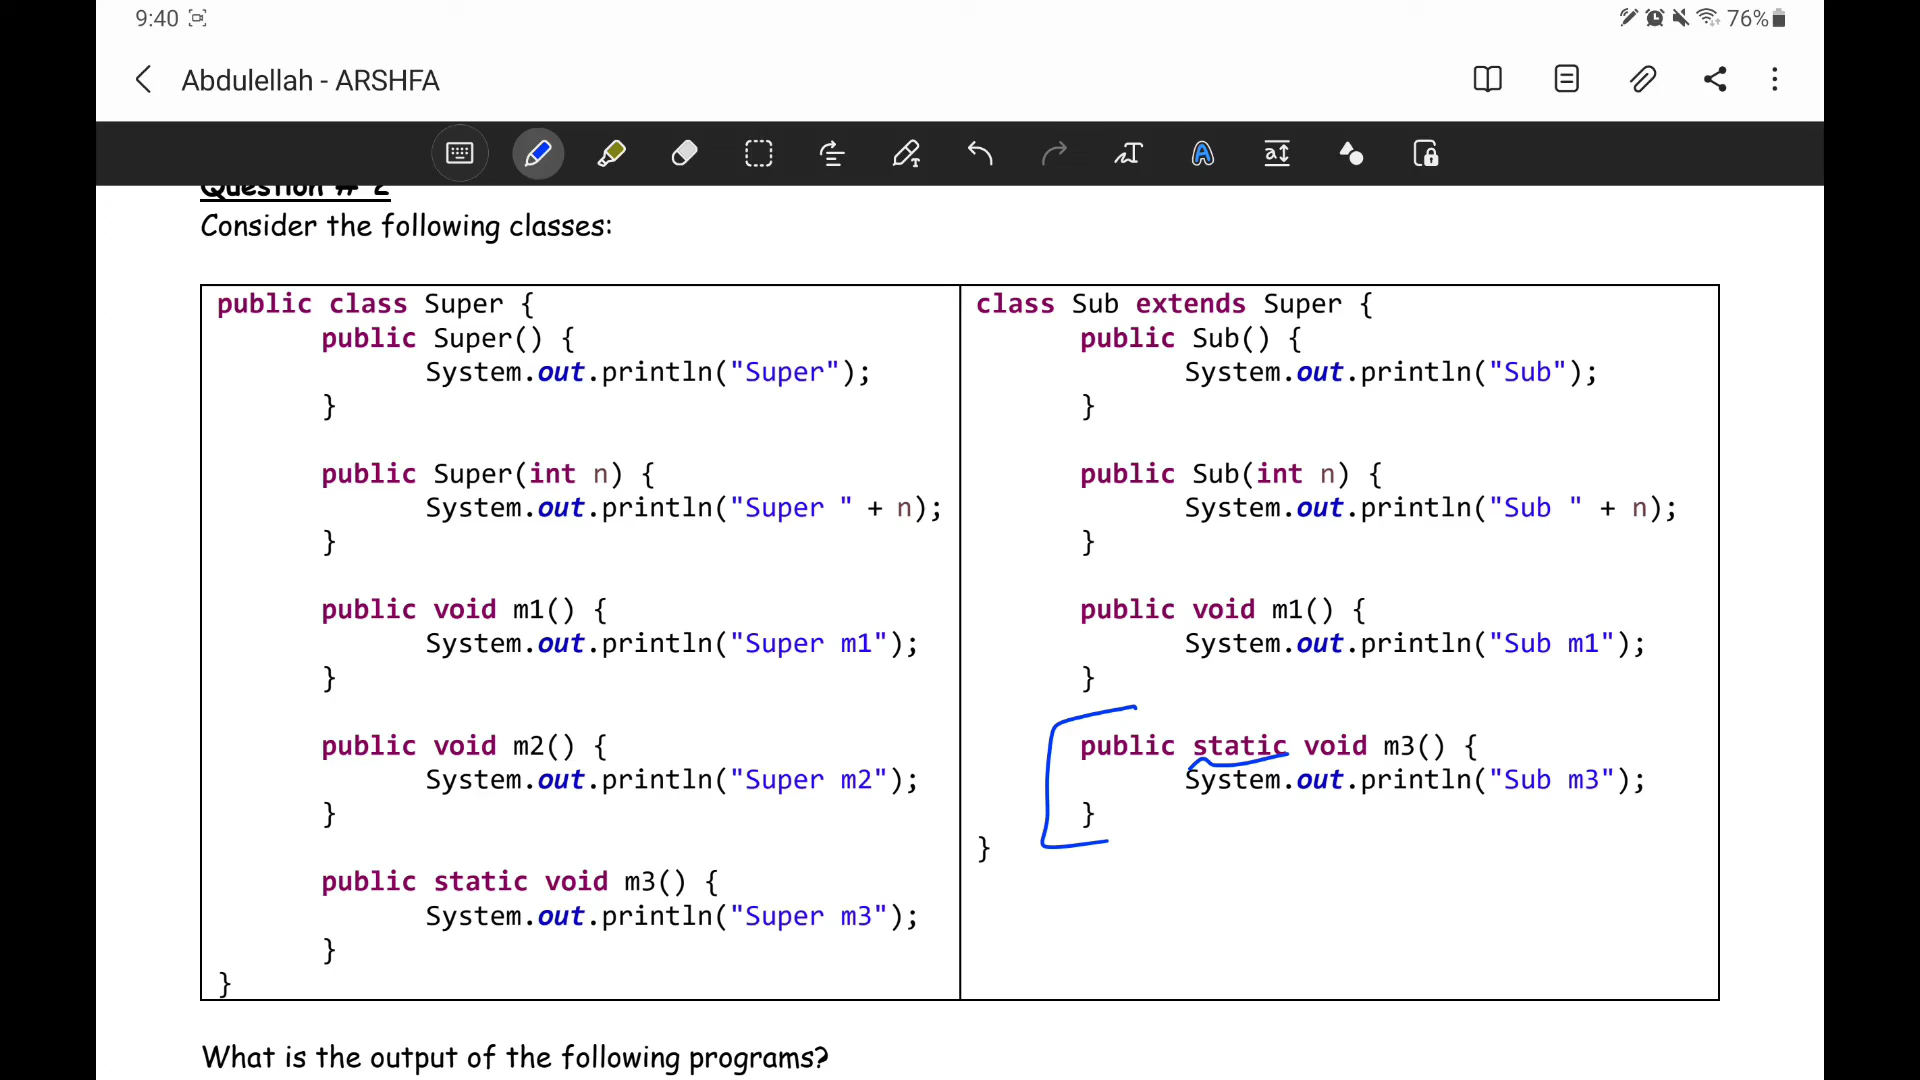 9:40 76%
Abdulellah - ARSHFA
Question # 2
Consider the following classes:
public class Super {
public Super() {
System.out.println("Super");
}
public Super(int n) {
System.out.println("Super " + n);
}
public void m1() {
System.out.println("Super m1");
}
public void m2() {
System.out.println("Super m2");
}
public static void m3() {
System.out.println("Super m3");
}
}
class Sub extends Super {
public Sub() {
System.out.println("Sub");
}
public Sub(int n) {
System.out.println("Sub " + n);
}
public void m1() {
System.out.println("Sub m1");
}
public static void m3() {
System.out.println("Sub m3");
}
}
What is the output of the following programs?